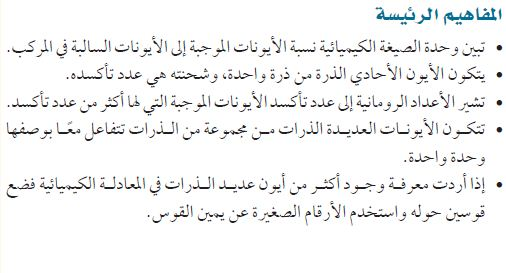 المفاهيم الرئيسة
• تبين وحدة الصيغة الكيميائية نسبة الأيونات الموجبة إلى الأيونات السالبة في المركب.
• يتكون الأيون الأحادي الذرة من ذرة واحدة، وشحنته هي عدد تأكسده.
• تشير الأعداد الرومانية إلى عدد تأكسد الأيونات الموجبة التي لها أكثر من عدد تأكسد.
• تتكون الأيونات العديدة الذرات من مجموعة من الذرات تتفاعل معًا بوصفها
وحدة واحدة.
• إذا أردت معرفة وجود أكثر من أيون عديد الذرات في المعادلة الكيميائية فضع
قوسين حوله واستخدم الأرقام الصغيرة عن يمين القوس.